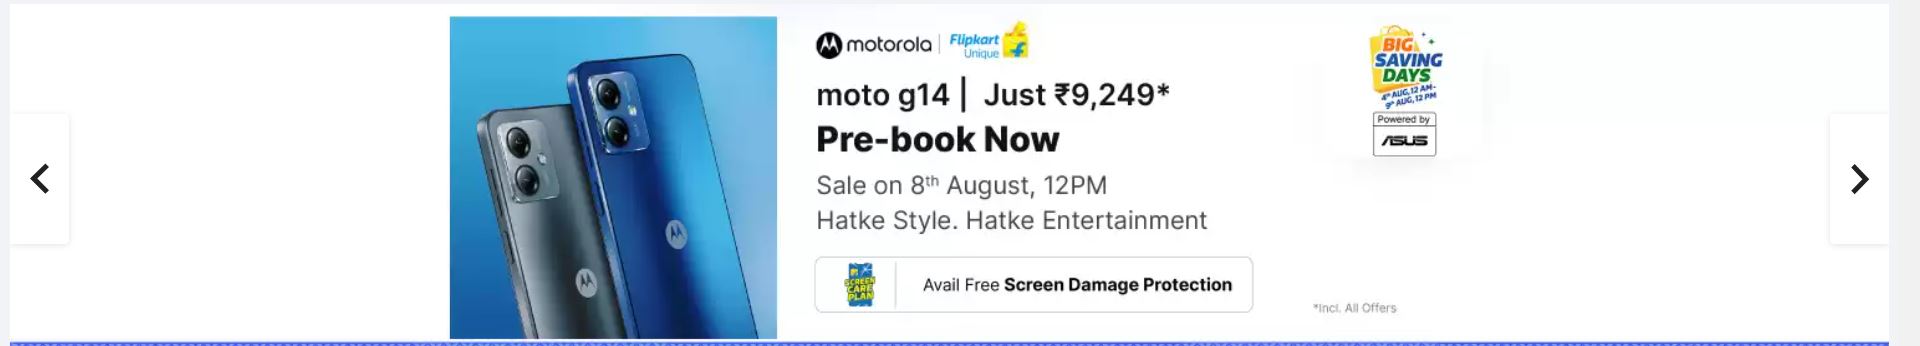 motorola | Flipkart Unique
moto g14 | Just ₹9,249*
Pre-book Now
Sale on 8th August, 12PM
Hatke Style. Hatke Entertainment
SCREEN
CARE
PLAN
Avail Free Screen Damage Protection
BIG
SAVING
DAYS
4th AUG, 12 AM-
9th AUG, 12 PM
Powered by
ASUS
*Incl. All Offers